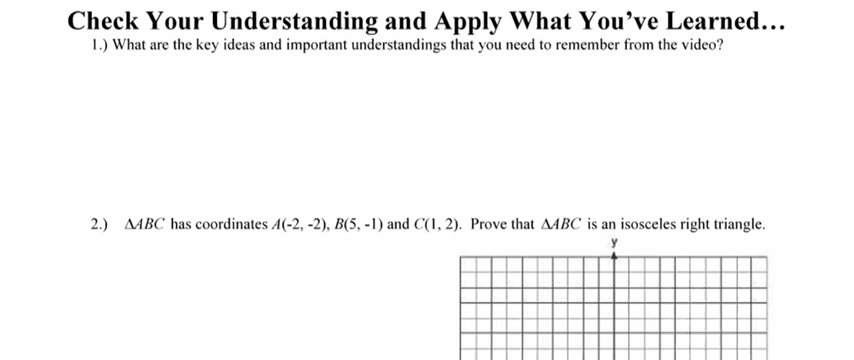 Check Your Understanding and Apply What You’ve Learned…
1.) What are the key ideas and important understandings that you need to remember from the video?
2.) ΔABC has coordinates A(-2, -2), B(5, -1) and C(1, 2). Prove that ΔABC is an isosceles right triangle.
y